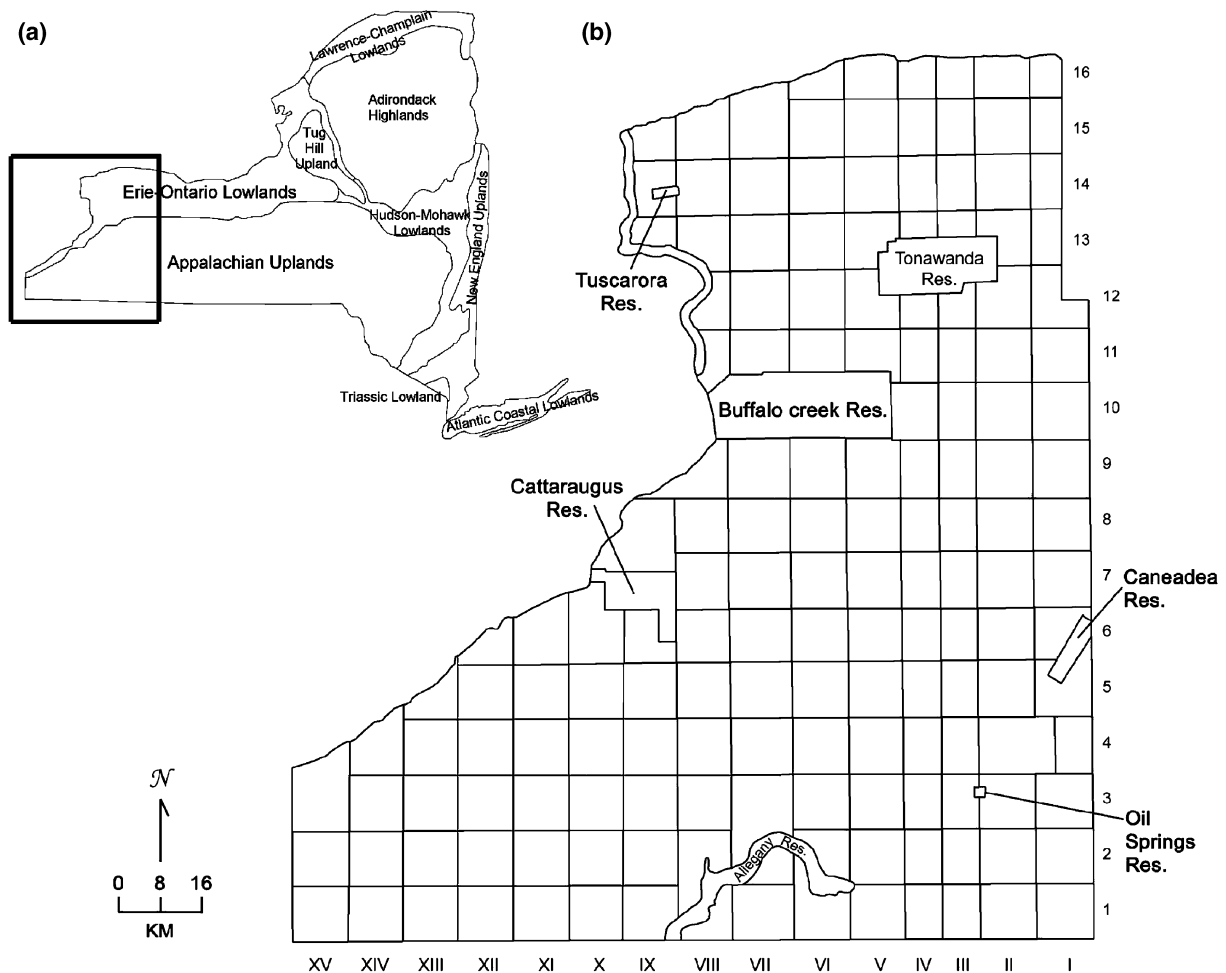 (a)
Lawrence-Champlain
Lowlands
Adirondack
Highlands
Tug
Hill
Upland
Erie-Ontario Lowlands
Hudson-Mohawk
Lowlands
New England Uplands
Appalachian Uplands
Triassic Lowland
Atlantic Coastal Lowlands
N
0 8 16
KM
(b)
16
15
14
13
12
11
10
9
8
7
6
5
4
3
2
1
Tuscarora
Res.
Tonawanda
Res.
Buffalo creek Res.
Cattaraugus
Res.
Caneadea
Res.
Oil
Springs
Res.
Allegany Res.
XV XIV XIII XII XI X IX VIII VII VI V IV III II I